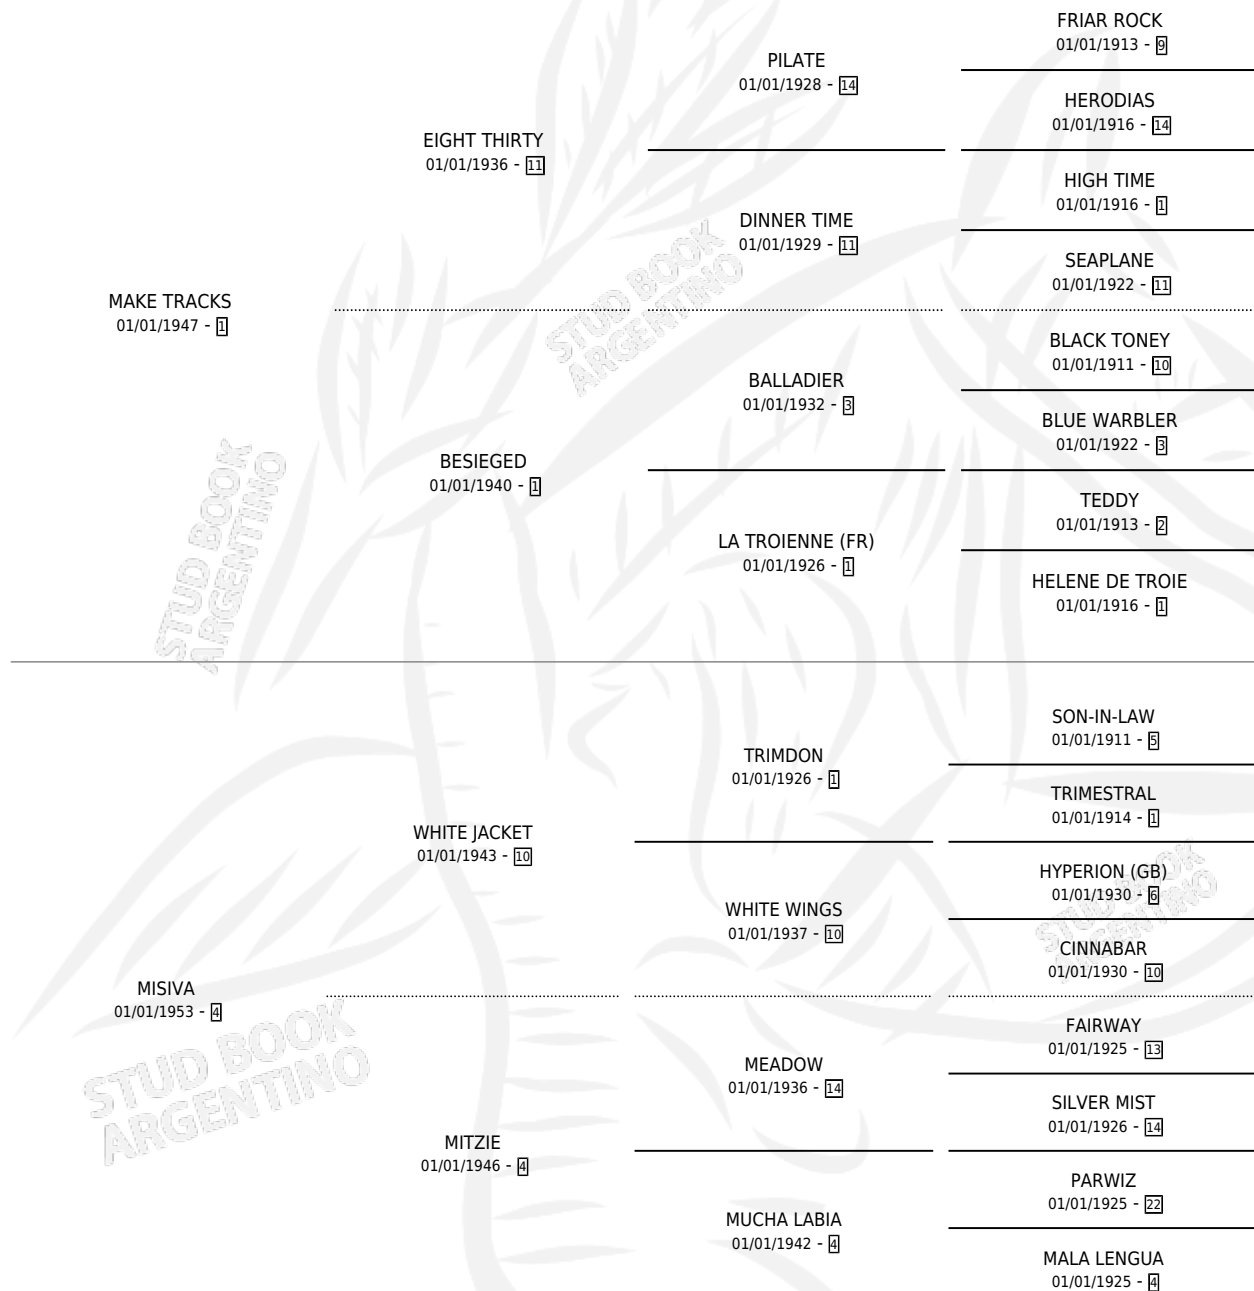 FRIAR ROCK
01/01/1913 - 9
PILATE
01/01/1928 - 14
HERODIAS
01/01/1916 - 14
EIGHT THIRTY
01/01/1936 - 11
HIGH TIME
01/01/1916 - 1
DINNER TIME
01/01/1929 - 11
SEAPLANE
01/01/1922 - 11
MAKE TRACKS
01/01/1947 - 1
BLACK TONEY
01/01/1911 - 10
BALLADIER
01/01/1932 - 3
BLUE WARBLER
01/01/1922 - 3
BESIEGED
01/01/1940 - 1
TEDDY
01/01/1913 - 2
LA TROIENNE (FR)
01/01/1926 - 1
HELENE DE TROIE
01/01/1916 - 1
SON-IN-LAW
01/01/1911 - 5
TRIMDON
01/01/1926 - 1
TRIMESTRAL
01/01/1914 - 1
WHITE JACKET
01/01/1943 - 10
HYPERION (GB)
01/01/1930 - 6
WHITE WINGS
01/01/1937 - 10
CINNABAR
01/01/1930 - 10
MISIVA
01/01/1953 - 4
FAIRWAY
01/01/1925 - 13
MEADOW
01/01/1936 - 14
SILVER MIST
01/01/1926 - 14
MITZIE
01/01/1946 - 4
PARWIZ
01/01/1925 - 22
MUCHA LABIA
01/01/1942 - 4
MALA LENGUA
01/01/1925 - 4
STUD BOOK
ARGENTINO
STUD BOOK
ARGENTINO
STUD BOOK
ARGENTINO
STUD BOOK
ARGENTINO